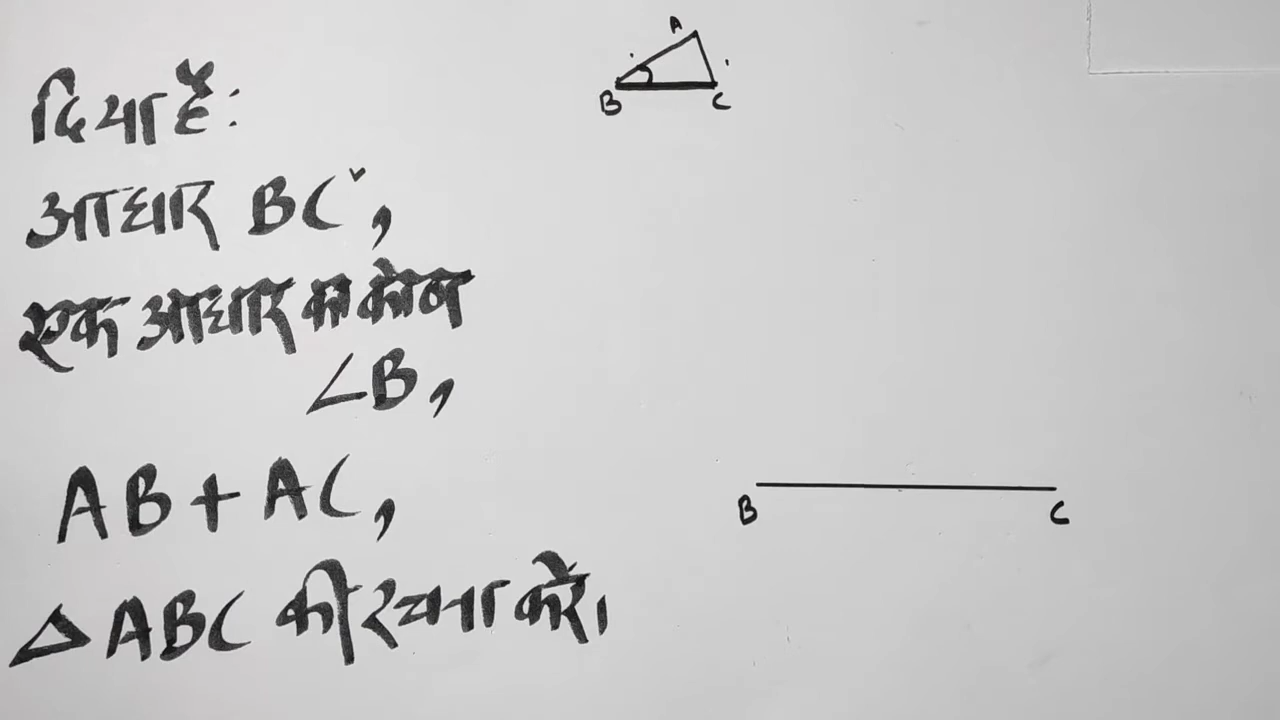 दिया है:
आधार BC,
एक आधार का कोण
∠B,
AB + AC,
△ABC की रचना करें।
A
B C
B C